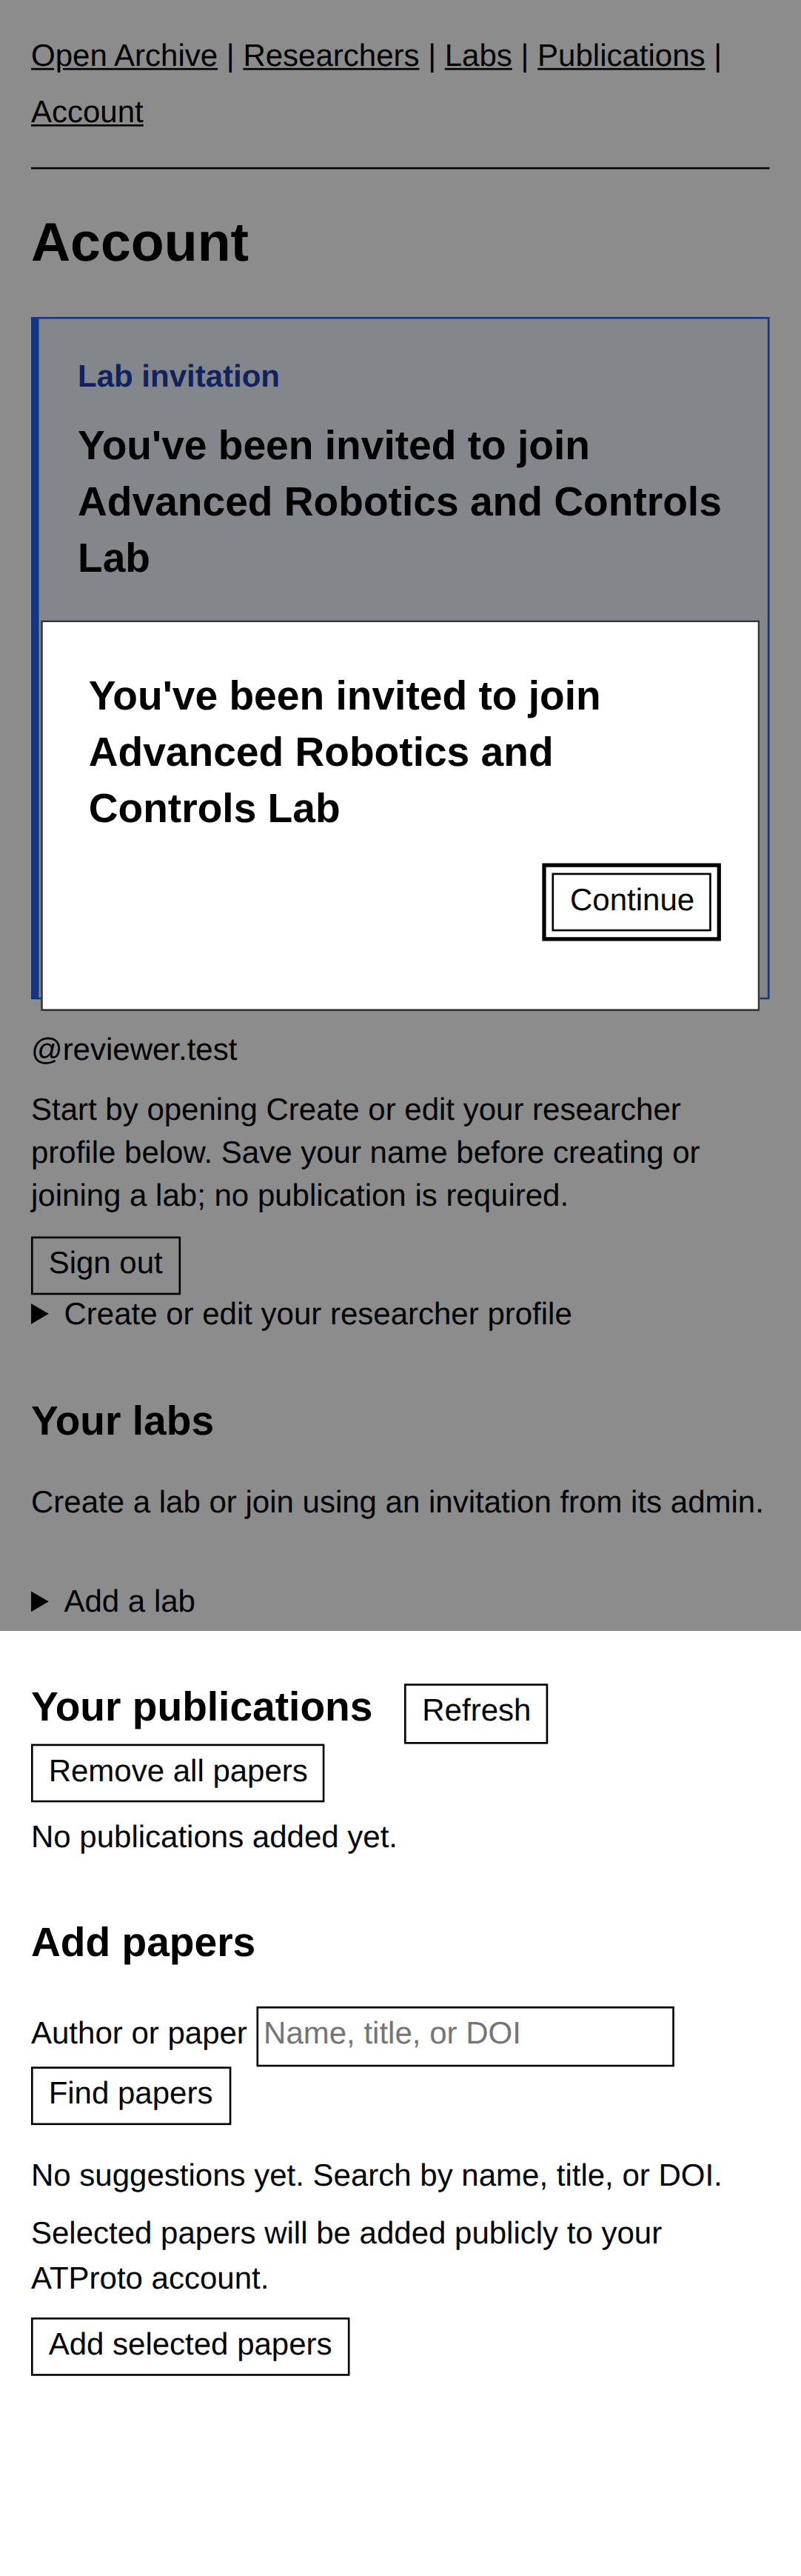 Open Archive | Researchers | Labs | Publications |
Account
Account
Lab invitation
You've been invited to join
Advanced Robotics and Controls
Lab
You've been invited to join
Advanced Robotics and
Controls Lab
Continue
@reviewer.test
Start by opening Create or edit your researcher
profile below. Save your name before creating or
joining a lab; no publication is required.
Sign out
Create or edit your researcher profile
Your labs
Create a lab or join using an invitation from its admin.
Add a lab
Your publications Refresh
Remove all papers
No publications added yet.
Add papers
Author or paper Name, title, or DOI
Find papers
No suggestions yet. Search by name, title, or DOI.
Selected papers will be added publicly to your
ATProto account.
Add selected papers